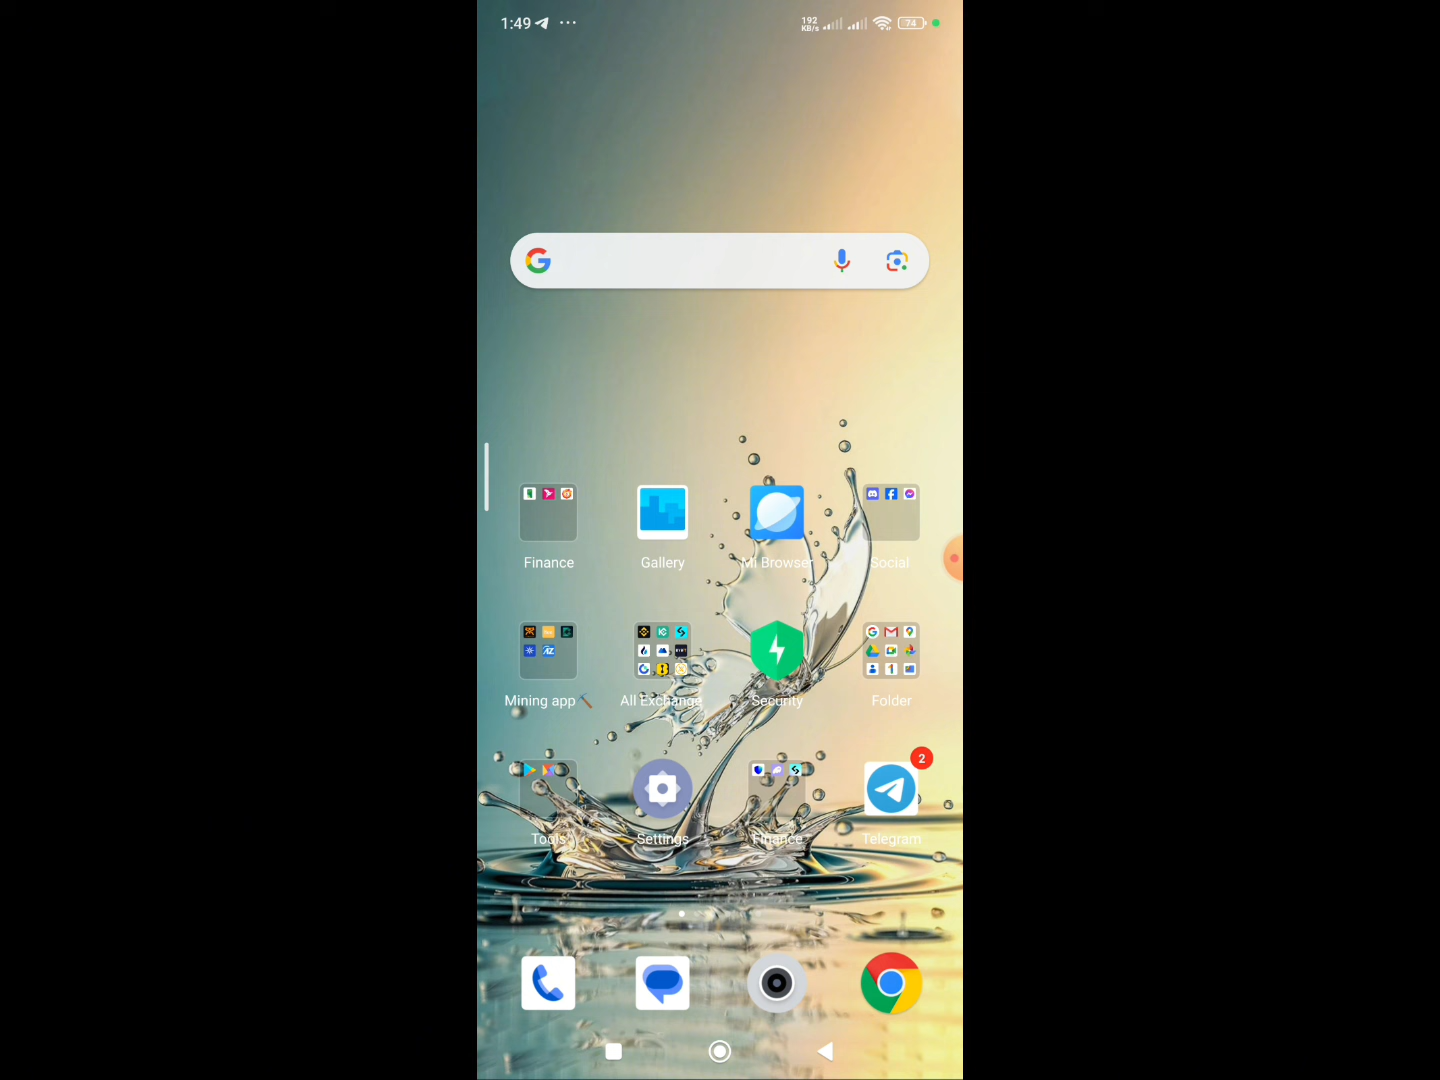 1:49
192
KB/s
74
Finance
Gallery
Mi Browser
Social
Mining app
All Exchange
Security
Folder
2
Tools
Settings
Finance
Telegram